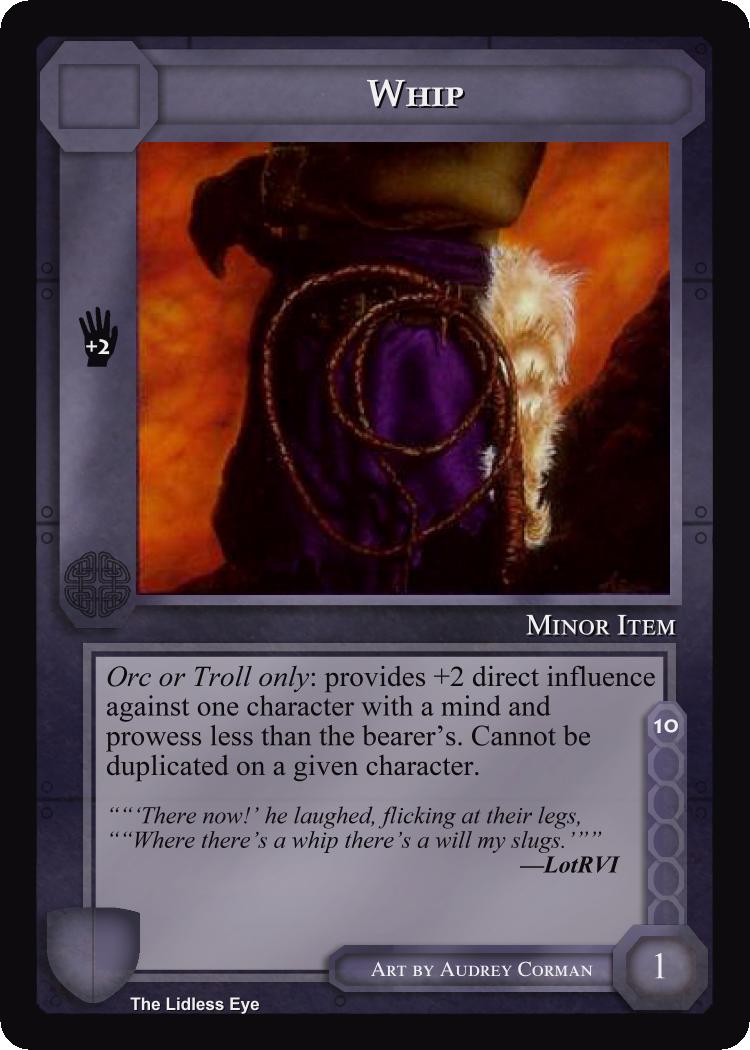 Whip
+2
Minor Item
Orc or Troll only: provides +2 direct influence
against one character with a mind and
prowess less than the bearer's. Cannot be
duplicated on a given character.
10
““‘There now!’ he laughed, flicking at their legs,
““Where there’s a whip there’s a will my slugs.’””
—LotRVI
Art by Audrey Corman
1
The Lidless Eye